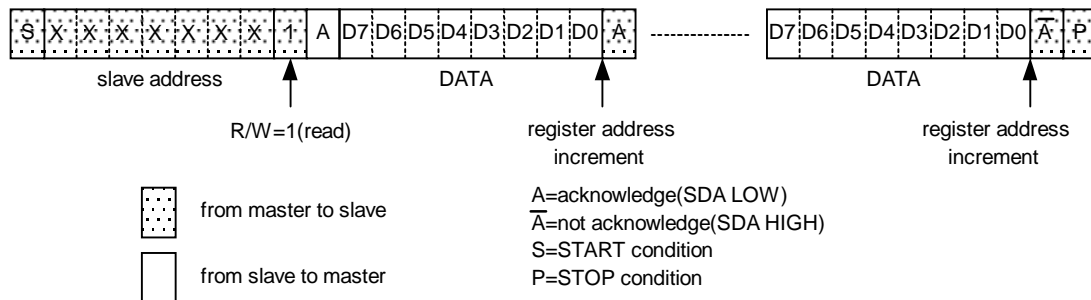 S X X X X X X X 1 A D7 D6 D5 D4 D3 D2 D1 D0 A D7 D6 D5 D4 D3 D2 D1 D0 A̅ P
slave address DATA DATA
R/W=1(read) register address register address
increment increment
from master to slave
from slave to master
A=acknowledge(SDA LOW)
A̅=not acknowledge(SDA HIGH)
S=START condition
P=STOP condition